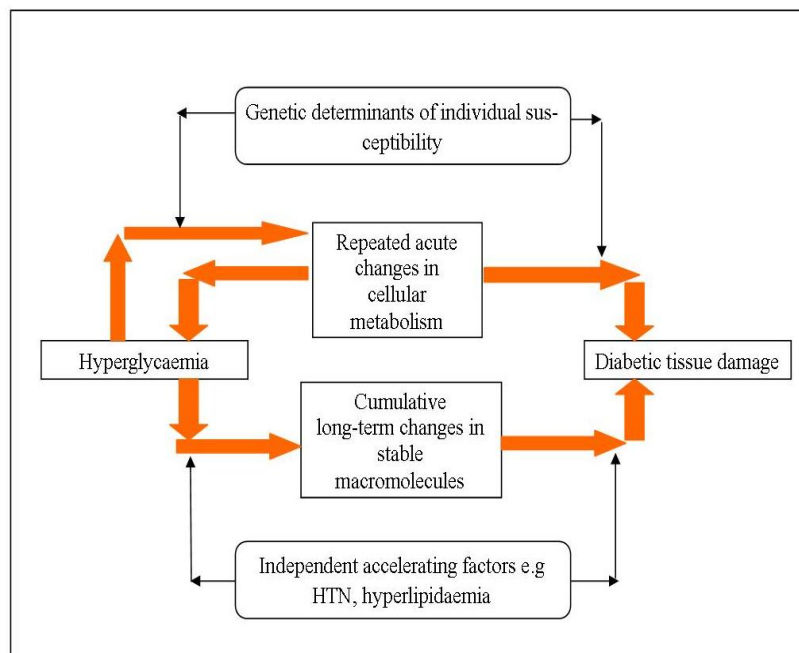 Genetic determinants of individual sus-
ceptibility
Repeated acute
changes in
cellular
metabolism
Hyperglycaemia
Diabetic tissue damage
Cumulative
long-term changes in
stable
macromolecules
Independent accelerating factors e.g
HTN, hyperlipidaemia